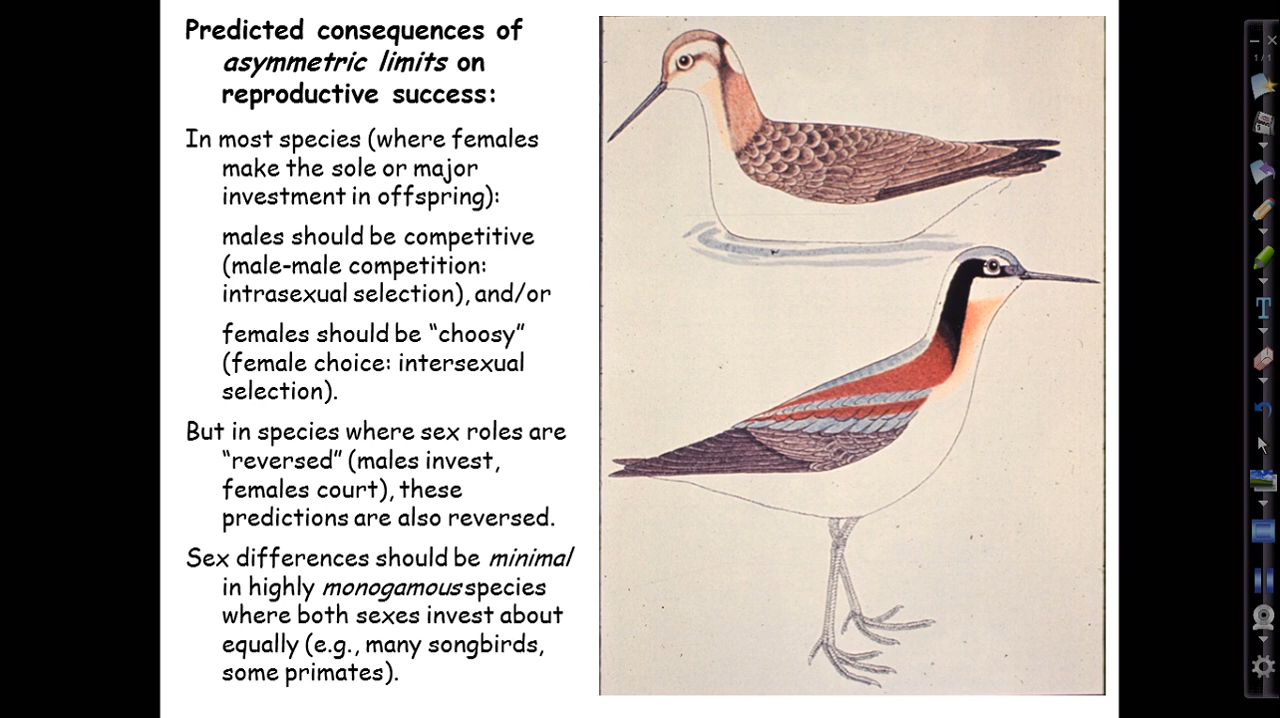 Predicted consequences of
asymmetric limits on
reproductive success:
In most species (where females
make the sole or major
investment in offspring):
males should be competitive
(male-male competition:
intrasexual selection), and/or
females should be “choosy”
(female choice: intersexual
selection).
But in species where sex roles are
“reversed” (males invest,
females court), these
predictions are also reversed.
Sex differences should be minimal
in highly monogamous species
where both sexes invest about
equally (e.g., many songbirds,
some primates).
1/1